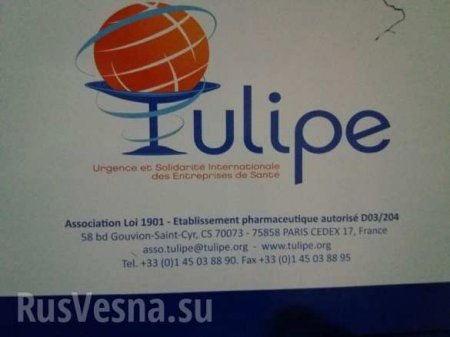 Tulipe
Urgence et Solidarité Internationale
des Entreprises de Santé
Association Loi 1901 - Etablissement pharmaceutique autorisé D03/204
58 bd Gouvion-Saint-Cyr, CS 70073 - 75858 PARIS CEDEX 17, France
asso.tulipe@tulipe.org - www.tulipe.org
Tel. +33 (0)1 45 03 88 90. Fax +33 (0)1 45 03 88 95
RusVesna.su